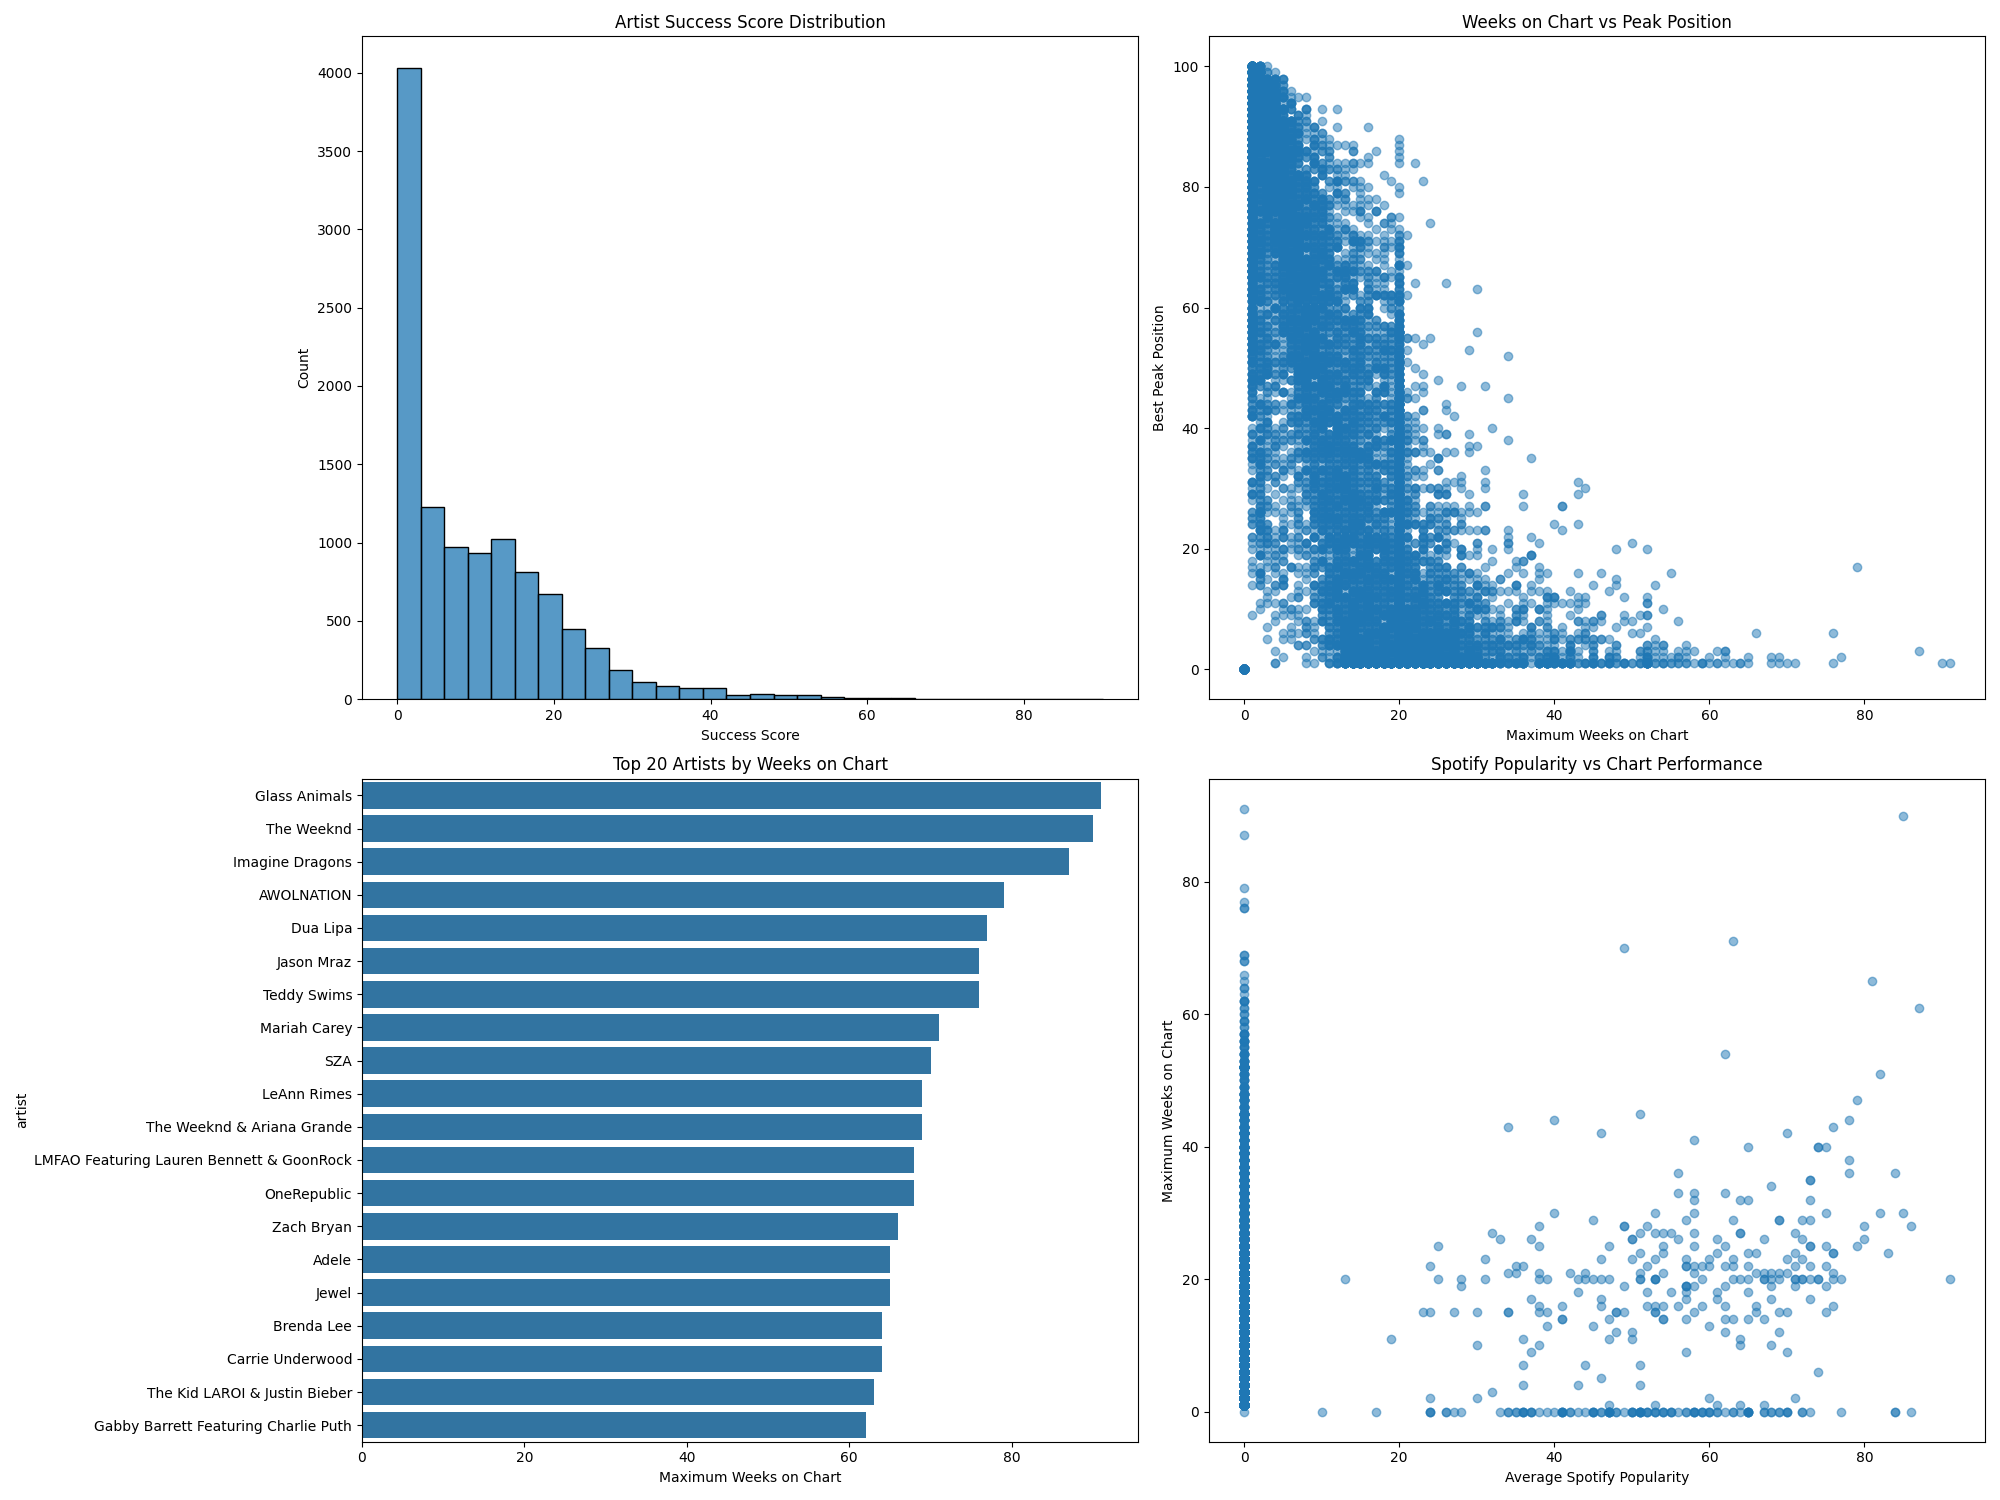 Artist Success Score Distribution
4000
3500
3000
2500
2000
1500
1000
500
0
Count
0 20 40 60 80
Success Score
Weeks on Chart vs Peak Position
100
80
60
40
20
0
Best Peak Position
0 20 40 60 80
Maximum Weeks on Chart
Top 20 Artists by Weeks on Chart
artist
Glass Animals
The Weeknd
Imagine Dragons
AWOLNATION
Dua Lipa
Jason Mraz
Teddy Swims
Mariah Carey
SZA
LeAnn Rimes
The Weeknd & Ariana Grande
LMFAO Featuring Lauren Bennett & GoonRock
OneRepublic
Zach Bryan
Adele
Jewel
Brenda Lee
Carrie Underwood
The Kid LAROI & Justin Bieber
Gabby Barrett Featuring Charlie Puth
0 20 40 60 80
Maximum Weeks on Chart
Spotify Popularity vs Chart Performance
80
60
40
20
0
Maximum Weeks on Chart
0 20 40 60 80
Average Spotify Popularity